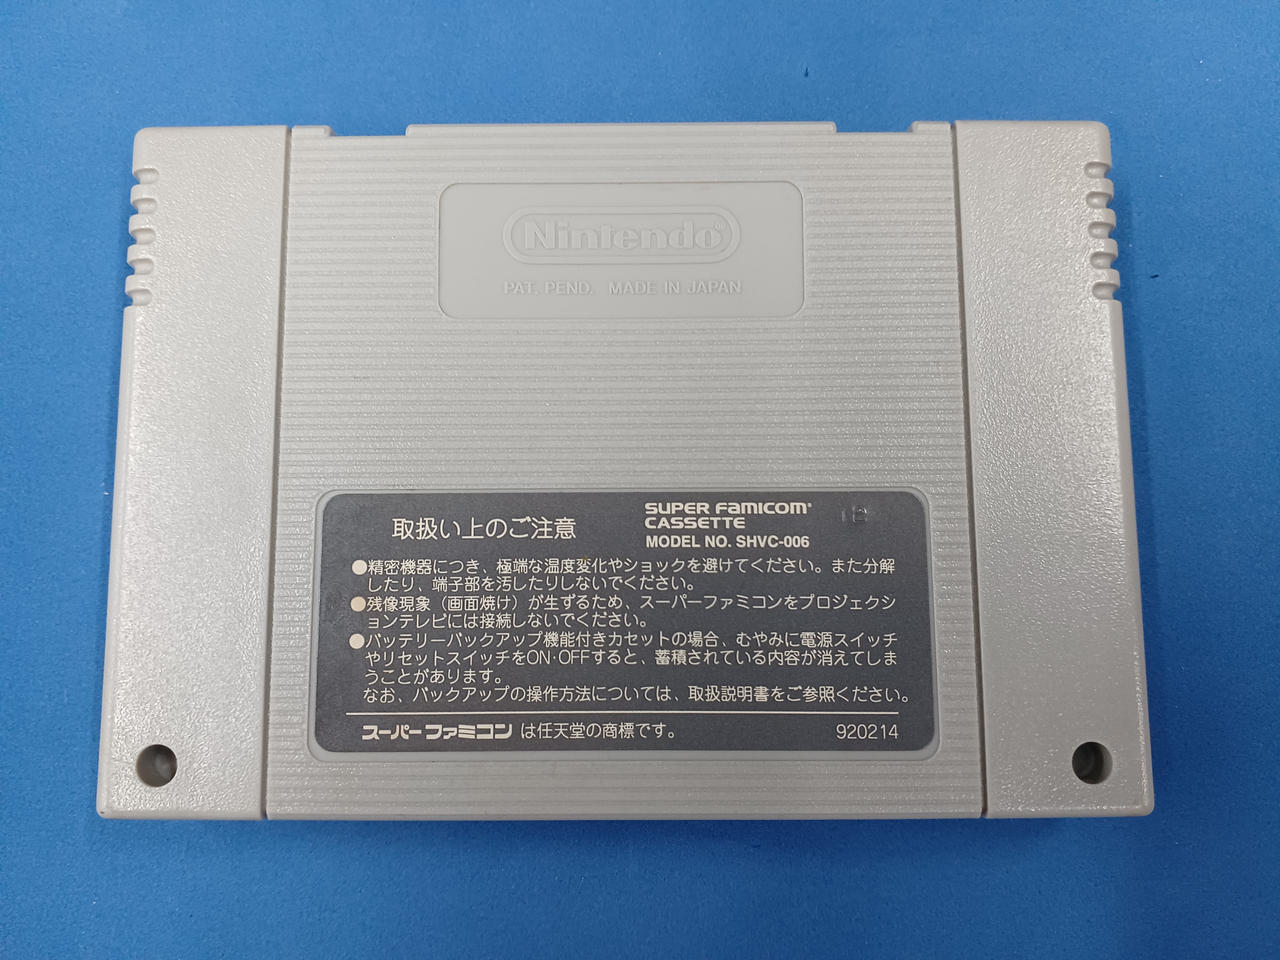 Nintendo®
PAT. PEND. MADE IN JAPAN
取扱い上のご注意
SUPER FAMICOM®
CASSETTE
MODEL NO. SHVC-006
12
●精密機器につき、極端な温度変化やショックを避けてください。また分解
したり、端子部を汚したりしないでください。
●残像現象（画面焼け）が生ずるため、スーパーファミコンをプロジェクシ
ョンテレビには接続しないでください。
●バッテリーバックアップ機能付きカセットの場合、むやみに電源スイッチ
やリセットスイッチをON・OFFすると、蓄積されている内容が消えてしま
うことがあります。
なお、バックアップの操作方法については、取扱説明書をご参照ください。
スーパーファミコン は任天堂の商標です。
920214